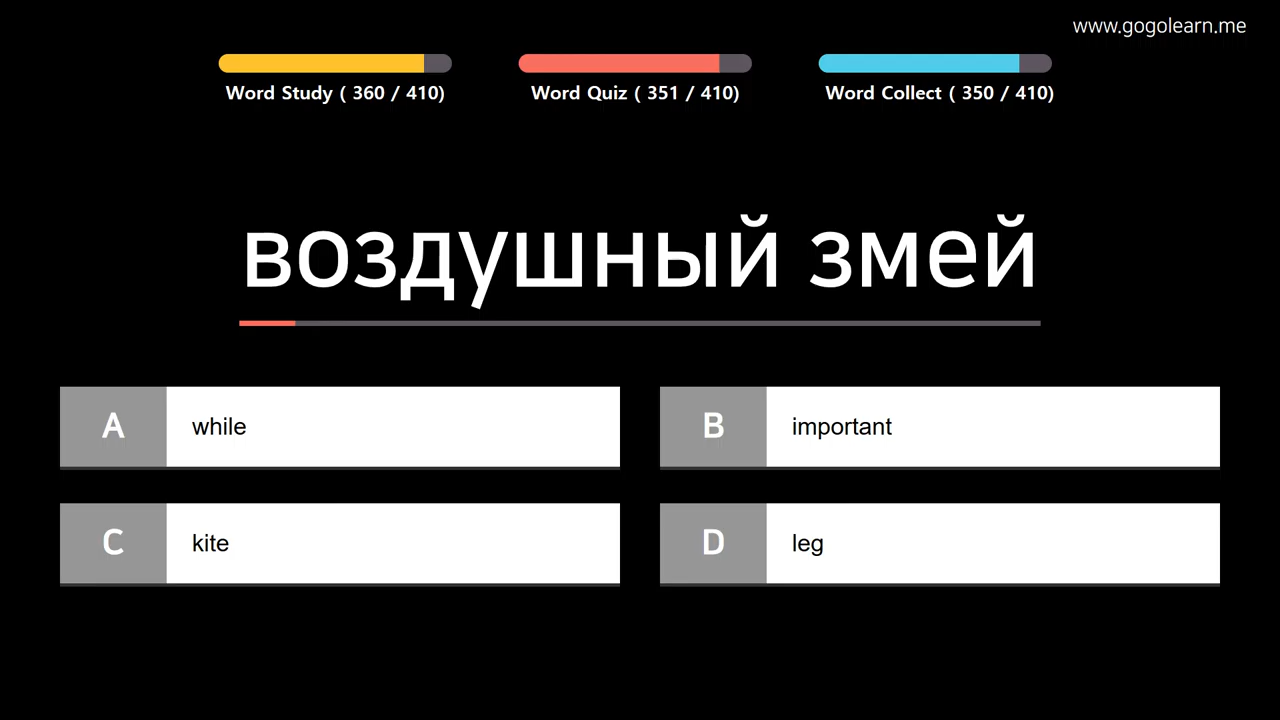 www.gogolearn.me
Word Study ( 360 / 410)
Word Quiz ( 351 / 410)
Word Collect ( 350 / 410)
воздушный змей
A while
B important
C kite
D leg